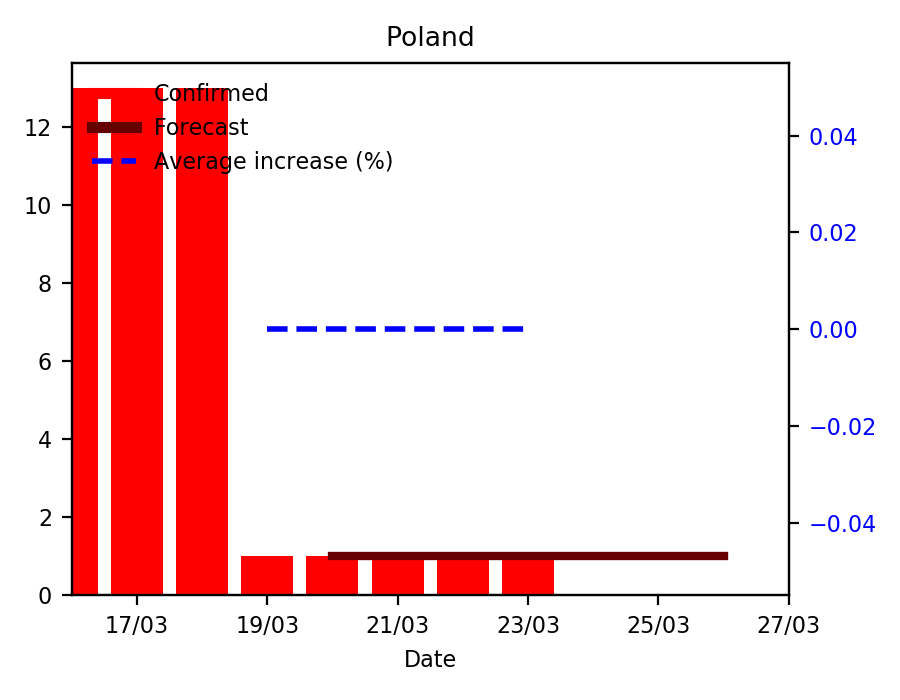 Poland
Confirmed
Forecast
Average increase (%)
12
10
8
6
4
2
0
0.04
0.02
0.00
−0.02
−0.04
17/03 19/03 21/03 23/03 25/03 27/03
Date